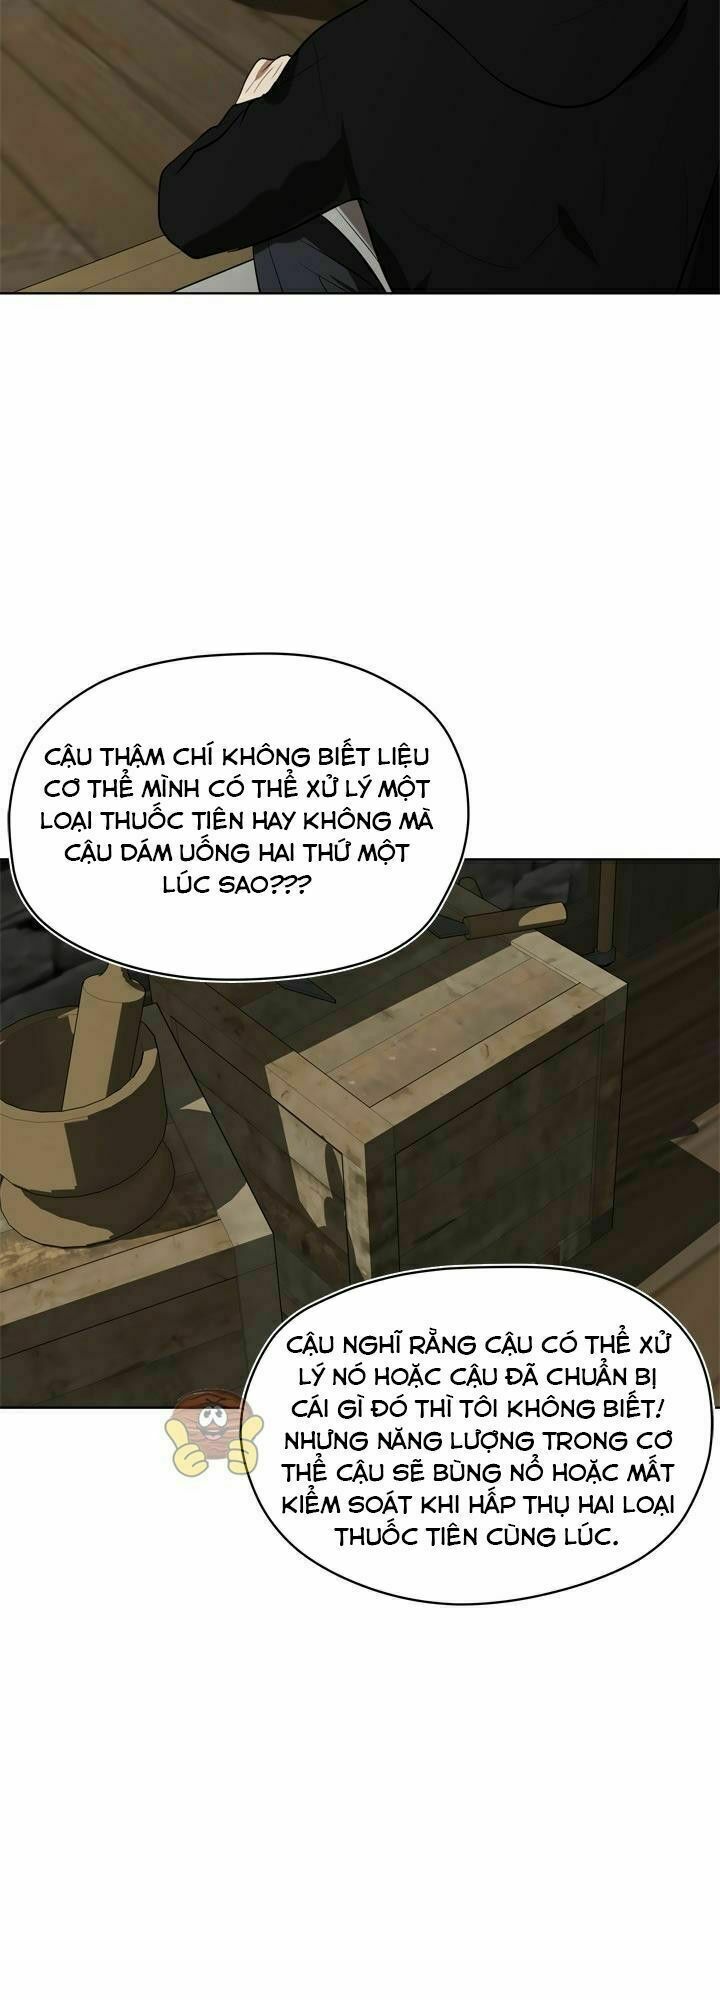 CẬU THẬM CHÍ KHÔNG BIẾT LIỆU
CƠ THỂ MÌNH CÓ THỂ XỬ LÝ MỘT
LOẠI THUỐC TIÊN HAY KHÔNG MÀ
CẬU DÁM UỐNG HAI THỨ MỘT
LÚC SAO???
CẬU NGHĨ RẰNG CẬU CÓ THỂ XỬ
LÝ NÓ HOẶC CẬU ĐÃ CHUẨN BỊ
CÁI GÌ ĐÓ THÌ TÔI KHÔNG BIẾT!
NHƯNG NĂNG LƯỢNG TRONG CƠ
THỂ CẬU SẼ BÙNG NỔ HOẶC MẤT
KIỂM SOÁT KHI HẤP THỤ HAI LOẠI
THUỐC TIÊN CÙNG LÚC.